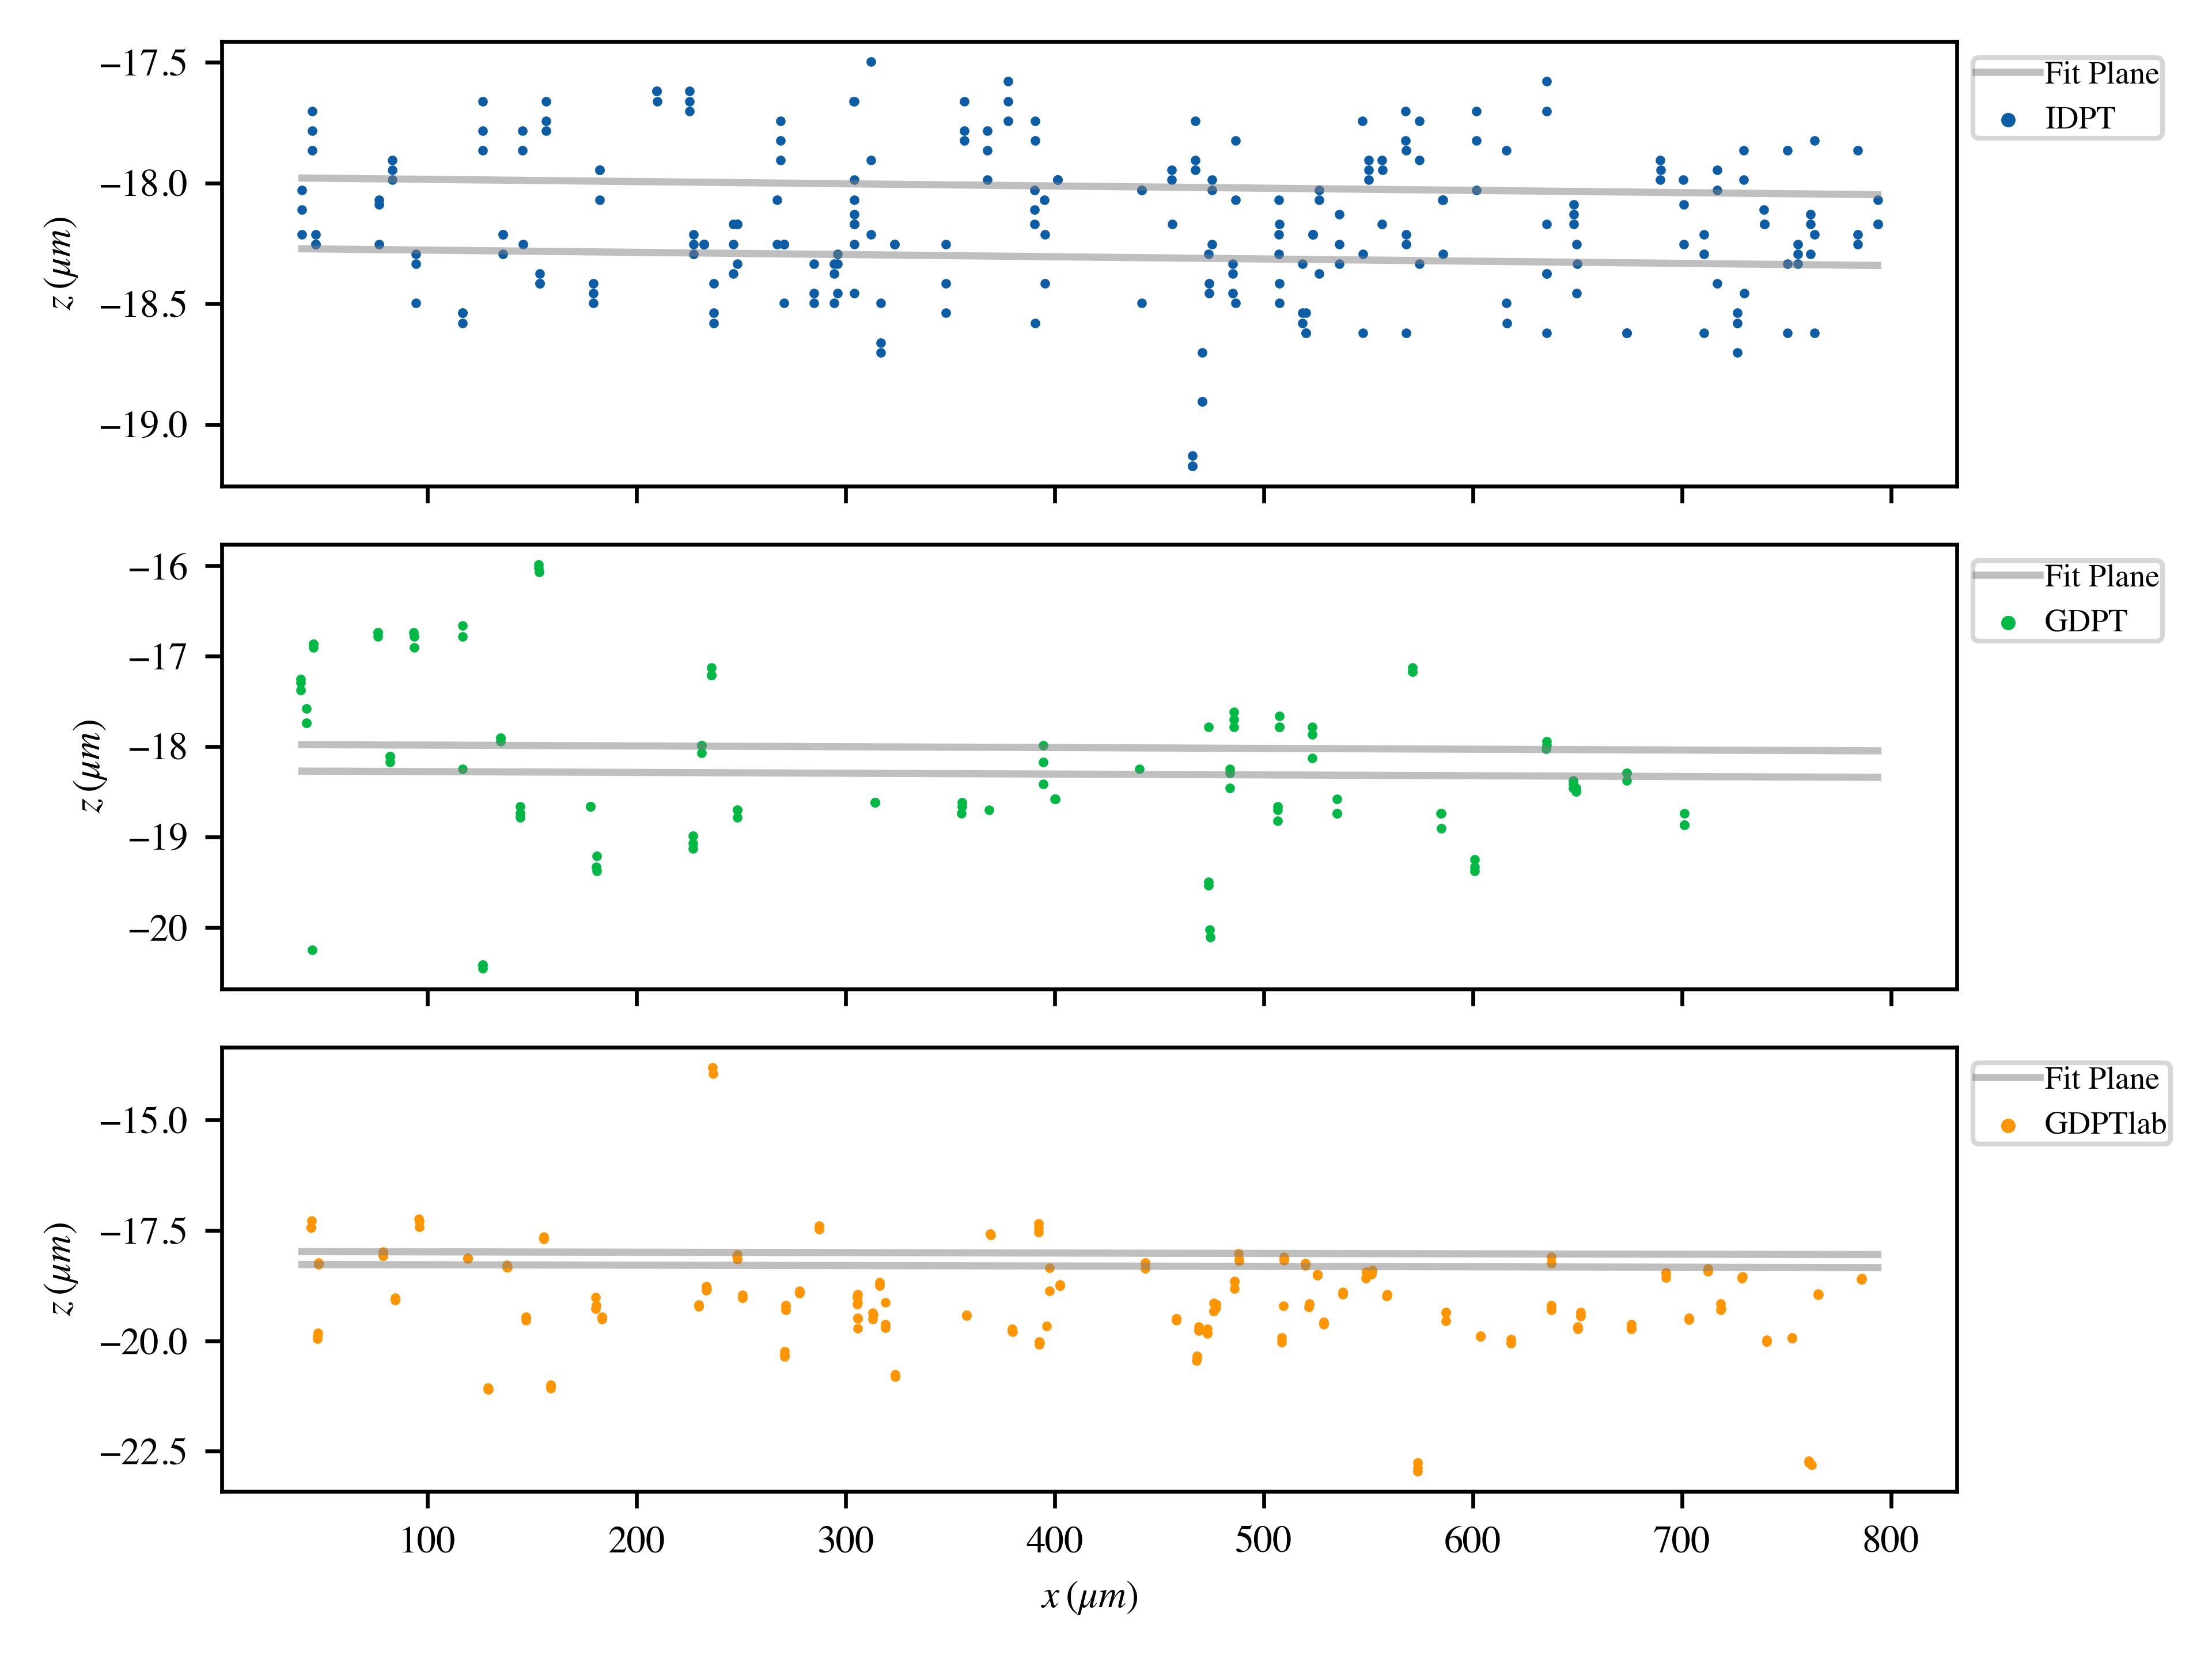 −17.5
−18.0
−18.5
−19.0
z (μm)
Fit Plane
IDPT
−16
−17
−18
−19
−20
z (μm)
Fit Plane
GDPT
−15.0
−17.5
−20.0
−22.5
z (μm)
Fit Plane
GDPTlab
100 200 300 400 500 600 700 800
x (μm)